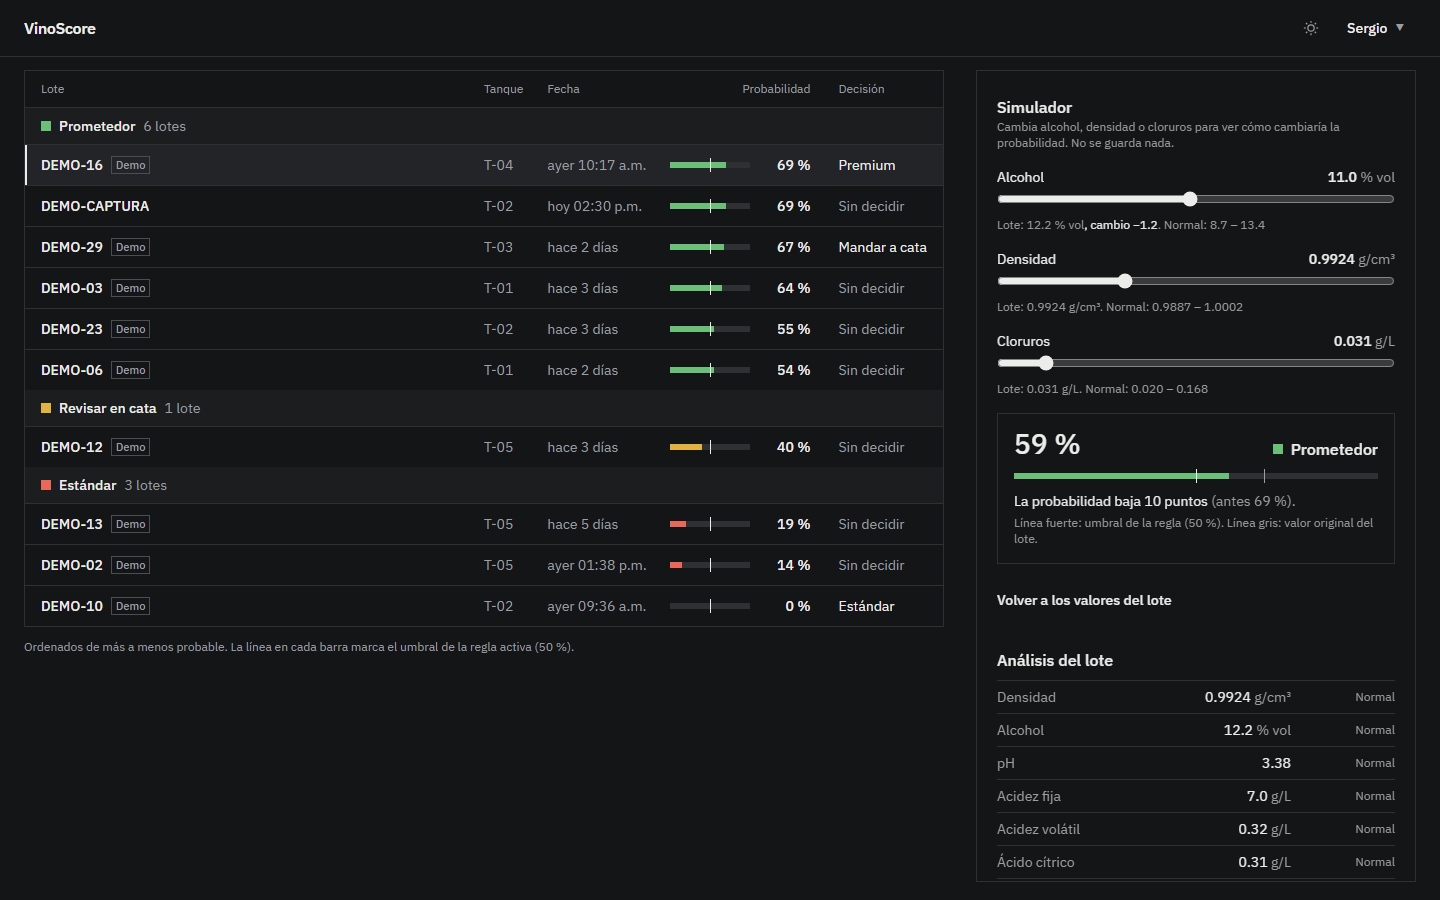 VinoScore
Sergio ▼
Lote Tanque Fecha Probabilidad Decisión
Prometedor 6 lotes
DEMO-16 Demo T-04 ayer 10:17 a.m. 69 % Premium
DEMO-CAPTURA T-02 hoy 02:30 p.m. 69 % Sin decidir
DEMO-29 Demo T-03 hace 2 días 67 % Mandar a cata
DEMO-03 Demo T-01 hace 3 días 64 % Sin decidir
DEMO-23 Demo T-02 hace 3 días 55 % Sin decidir
DEMO-06 Demo T-01 hace 2 días 54 % Sin decidir
Revisar en cata 1 lote
DEMO-12 Demo T-05 hace 3 días 40 % Sin decidir
Estándar 3 lotes
DEMO-13 Demo T-05 hace 5 días 19 % Sin decidir
DEMO-02 Demo T-05 ayer 01:38 p.m. 14 % Sin decidir
DEMO-10 Demo T-02 ayer 09:36 a.m. 0 % Estándar
Ordenados de más a menos probable. La línea en cada barra marca el umbral de la regla activa (50 %).
Simulador
Cambia alcohol, densidad o cloruros para ver cómo cambiaría la
probabilidad. No se guarda nada.
Alcohol 11.0 % vol
Lote: 12.2 % vol, cambio −1.2. Normal: 8.7 – 13.4
Densidad 0.9924 g/cm³
Lote: 0.9924 g/cm³. Normal: 0.9887 – 1.0002
Cloruros 0.031 g/L
Lote: 0.031 g/L. Normal: 0.020 – 0.168
59 % Prometedor
La probabilidad baja 10 puntos (antes 69 %).
Línea fuerte: umbral de la regla (50 %). Línea gris: valor original del
lote.
Volver a los valores del lote
Análisis del lote
Densidad 0.9924 g/cm³ Normal
Alcohol 12.2 % vol Normal
pH 3.38 Normal
Acidez fija 7.0 g/L Normal
Acidez volátil 0.32 g/L Normal
Ácido cítrico 0.31 g/L Normal